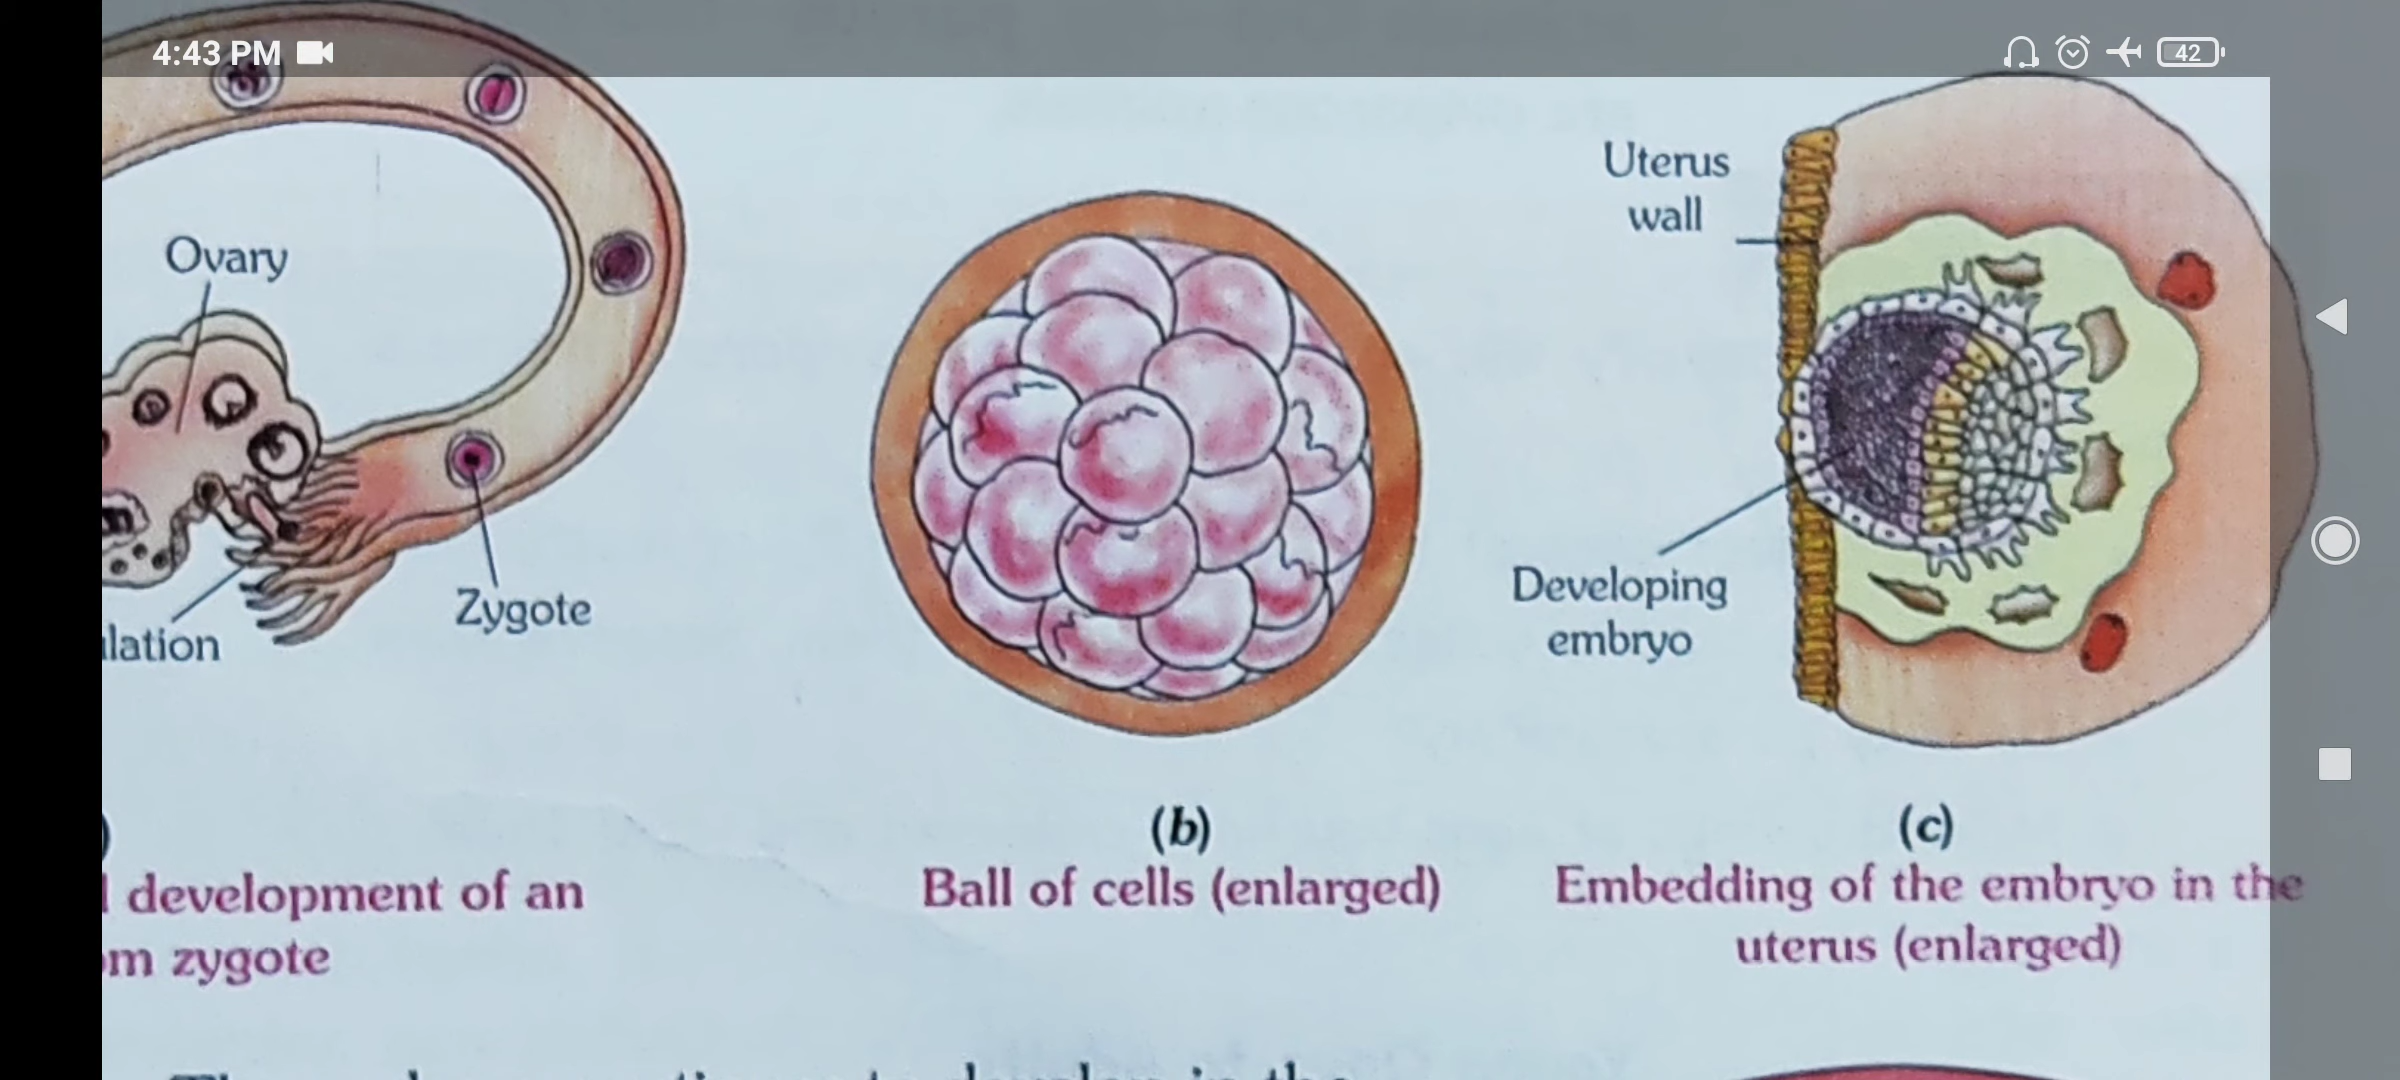 4:43 PM
42
Ovary
lation
Zygote
Uterus
wall
Developing
embryo
(b)
(c)
development of an
m zygote
Ball of cells (enlarged)
Embedding of the embryo in the
uterus (enlarged)